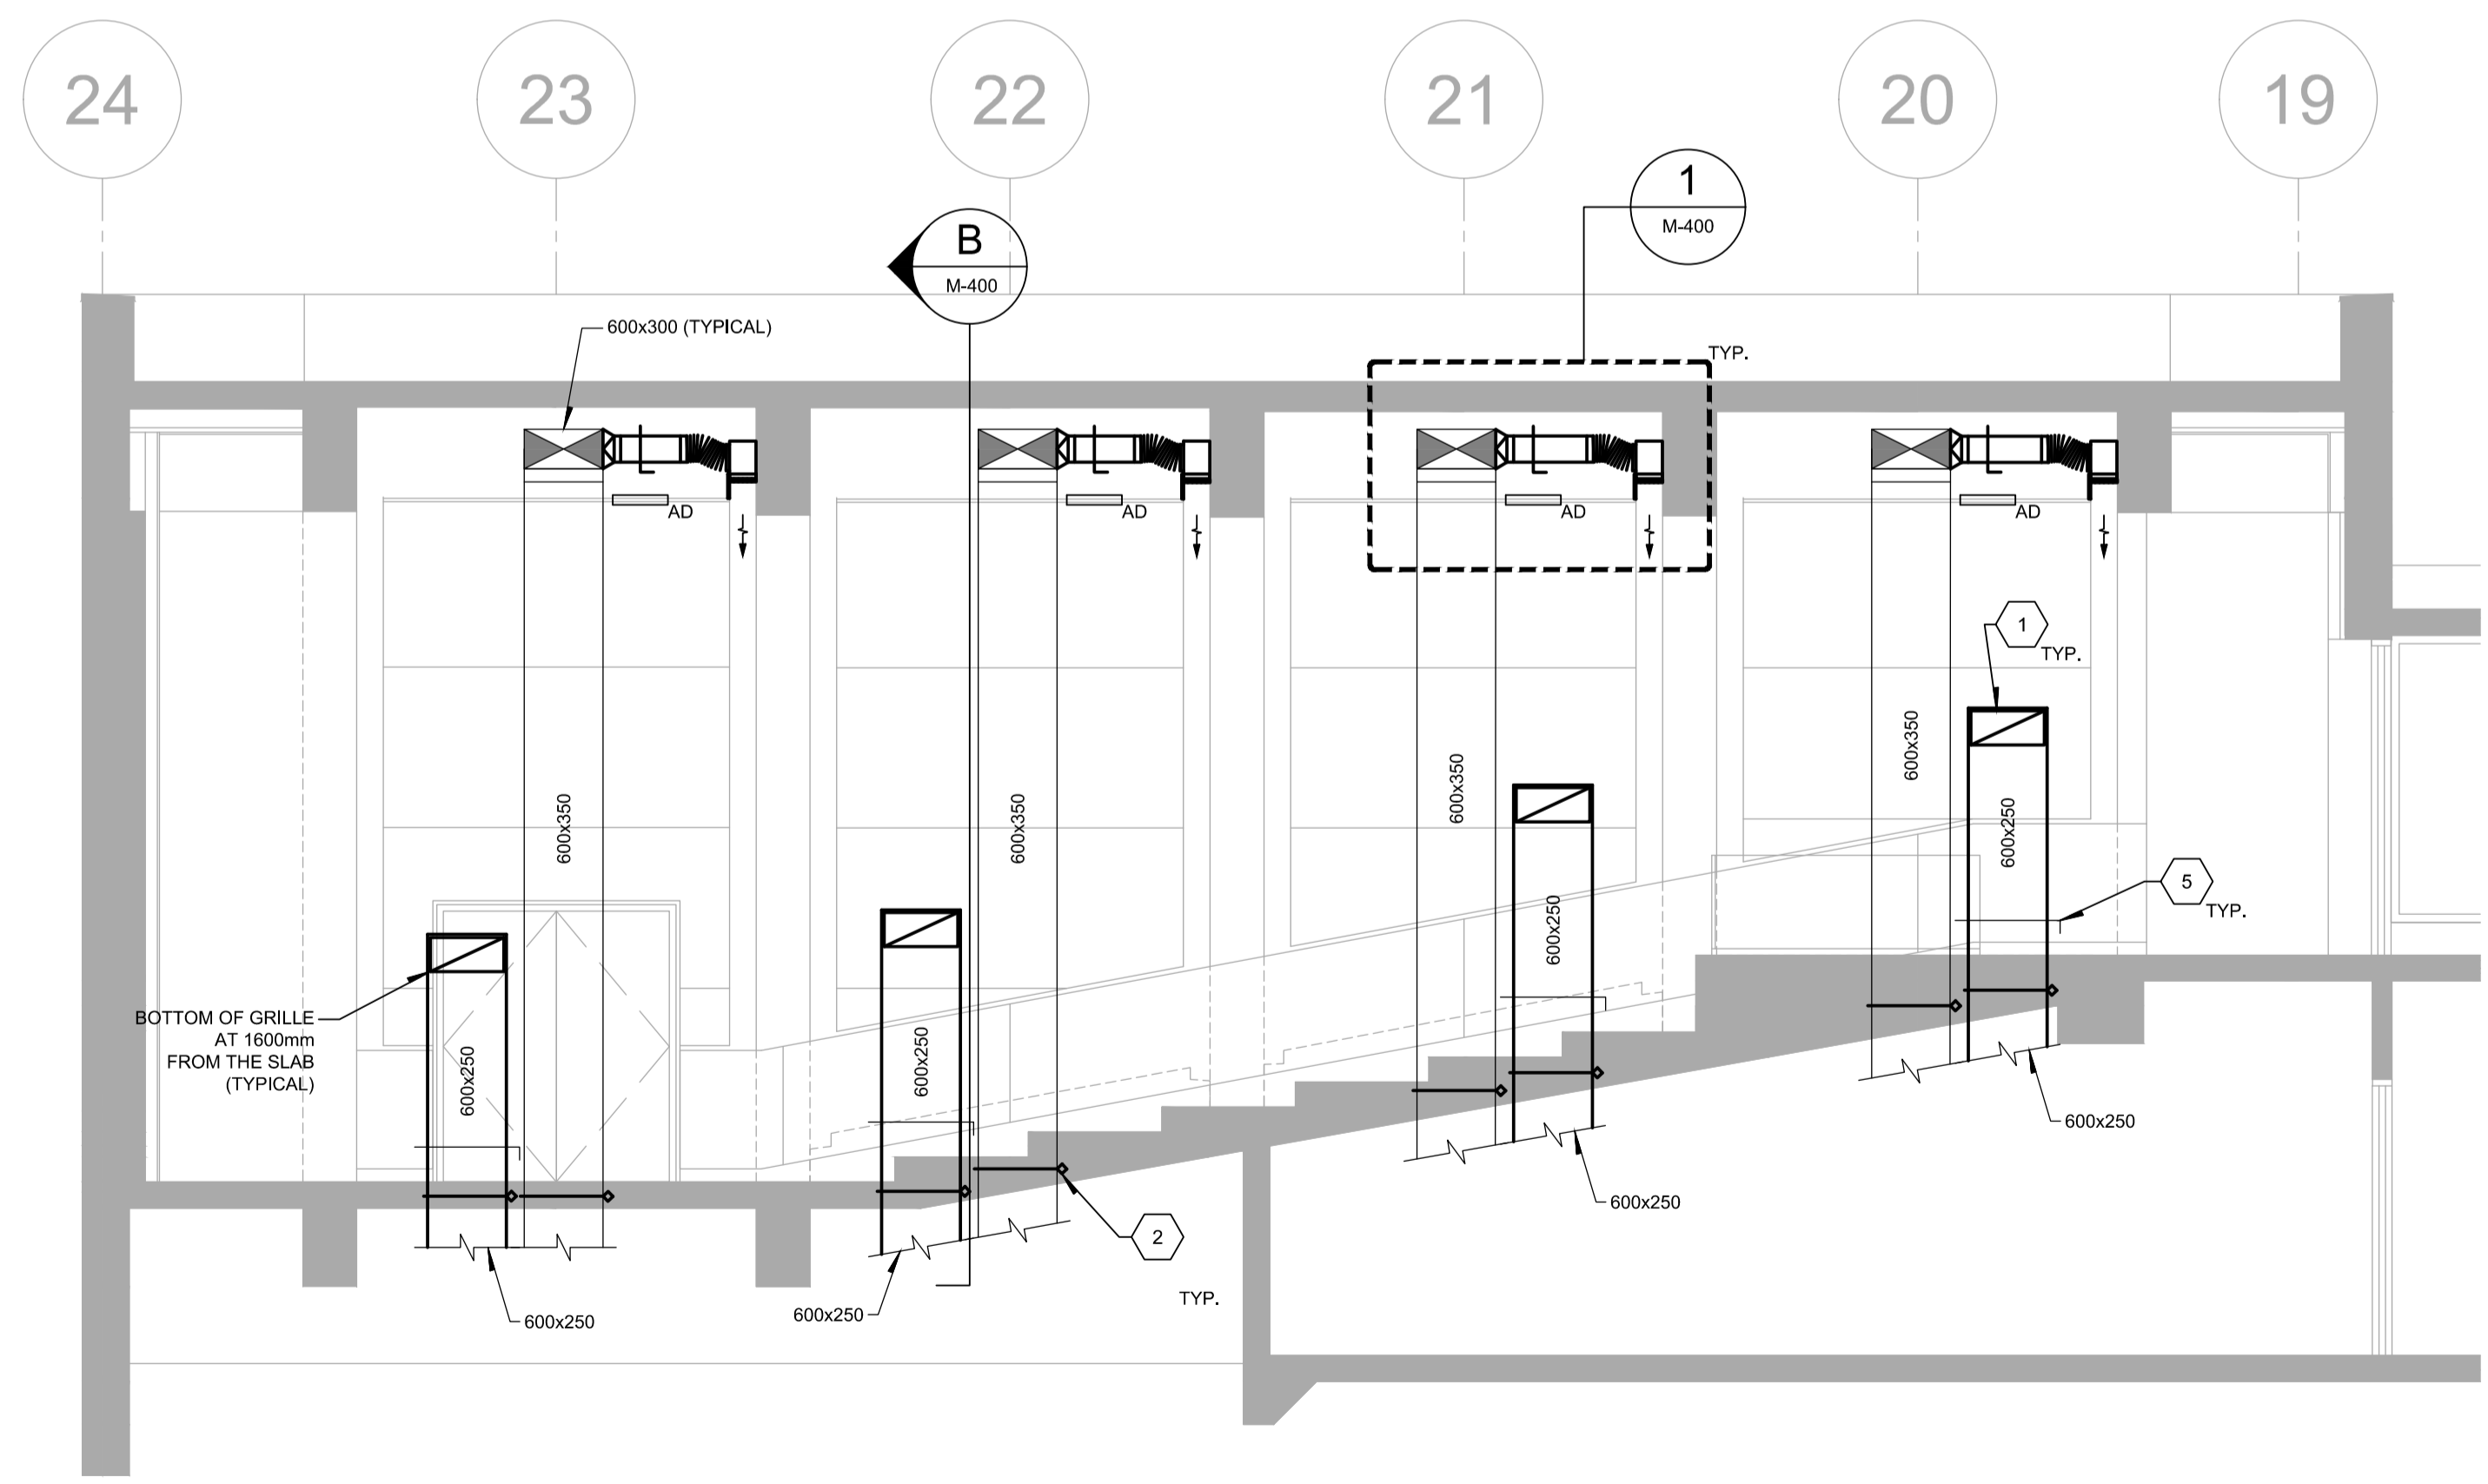 24
23
22
21
20
19
1
M-400
B
M-400
600x300 (TYPICAL)
TYP.
AD
AD
AD
AD
1
TYP.
600x350
600x350
600x350
600x350
600x250
5
TYP.
600x250
BOTTOM OF GRILLE
AT 1600mm
FROM THE SLAB
(TYPICAL)
600x250
600x250
600x250
600x250
2
TYP.
600x250
600x250